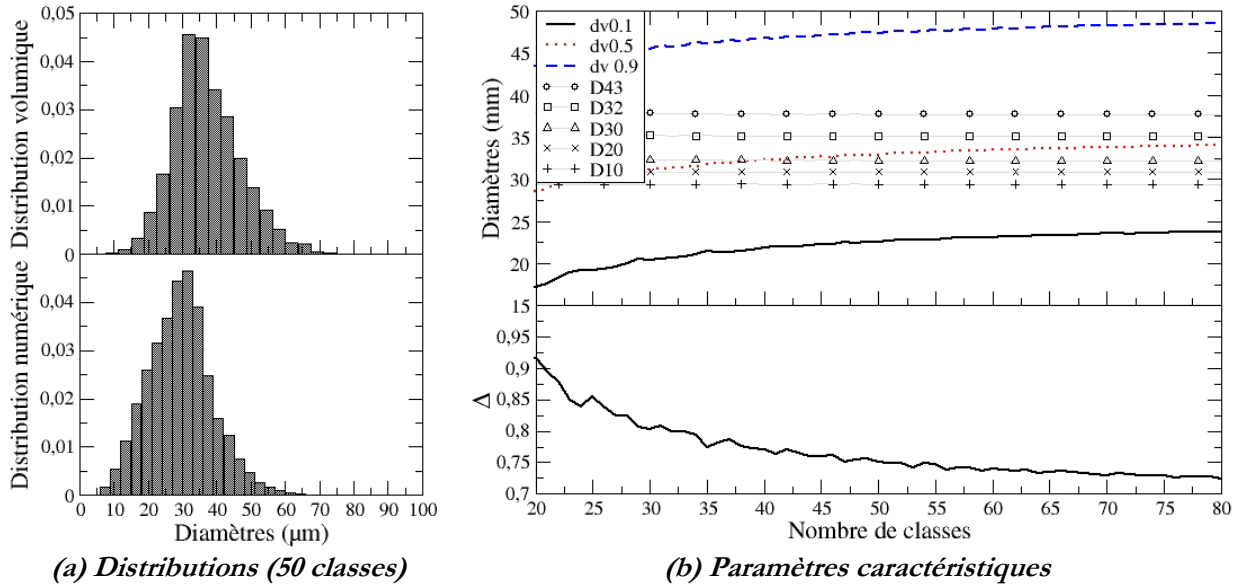 Distribution volumique
0,05
0,04
0,03
0,02
0,01
0
Distribution numérique
0,04
0,03
0,02
0,01
0
0 10 20 30 40 50 60 70 80 90 100
Diamètres (µm)
(a) Distributions (50 classes)
Diamètres (mm)
50
45
40
35
30
25
20
15
dv0.1
dv0.5
dv 0.9
D43
D32
D30
D20
D10
Δ
0,95
0,9
0,85
0,8
0,75
0,7
20 25 30 35 40 45 50 55 60 65 70 75 80
Nombre de classes
(b) Paramètres caractéristiques